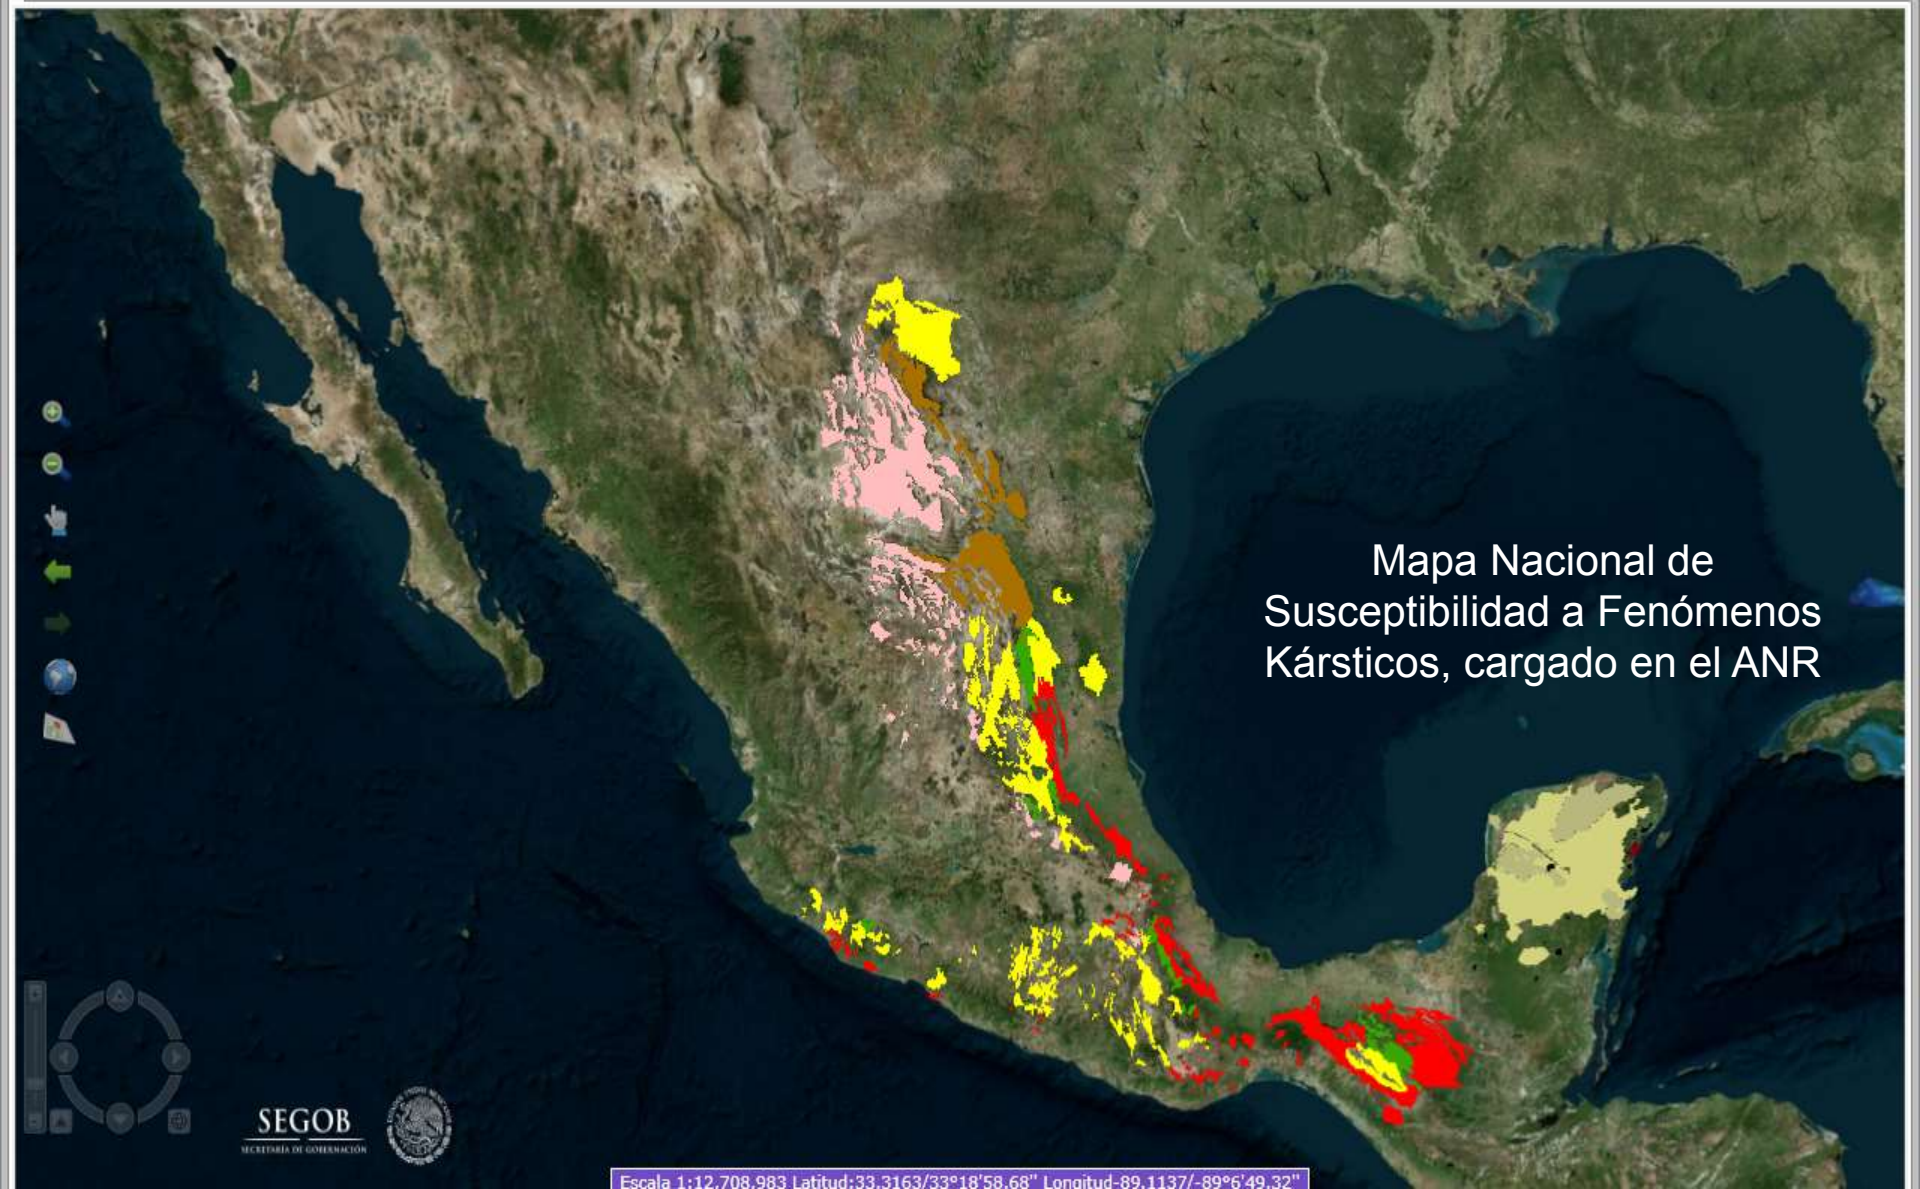 Mapa Nacional de
Susceptibilidad a Fenómenos
Kársticos, cargado en el ANR
SEGOB
SECRETARÍA DE GOBERNACIÓN
Escala 1:12,708,983 Latitud:33.3163/33°18'58.68" Longitud-89.1137/-89°6'49.32"